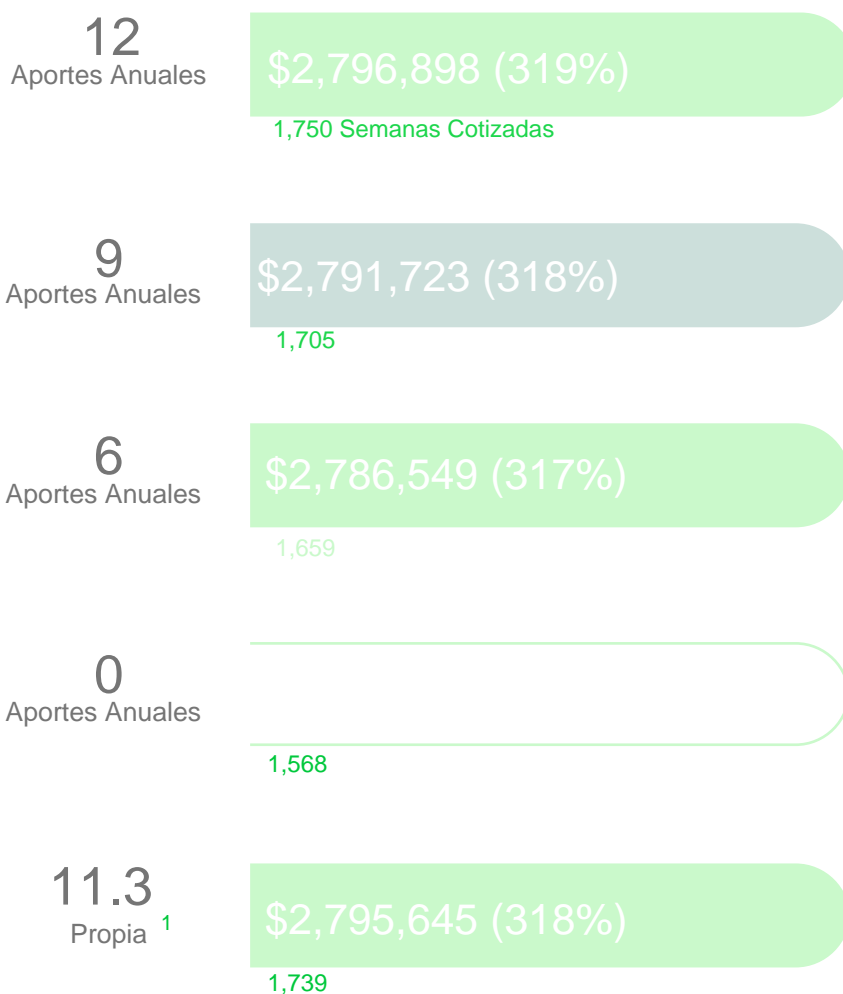 12
Aportes Anuales
$2,796,898 (319%)
1,750 Semanas Cotizadas
9
Aportes Anuales
$2,791,723 (318%)
1,705
6
Aportes Anuales
$2,786,549 (317%)
1,659
0
Aportes Anuales
1,568
11.3
Propia 1
$2,795,645 (318%)
1,739